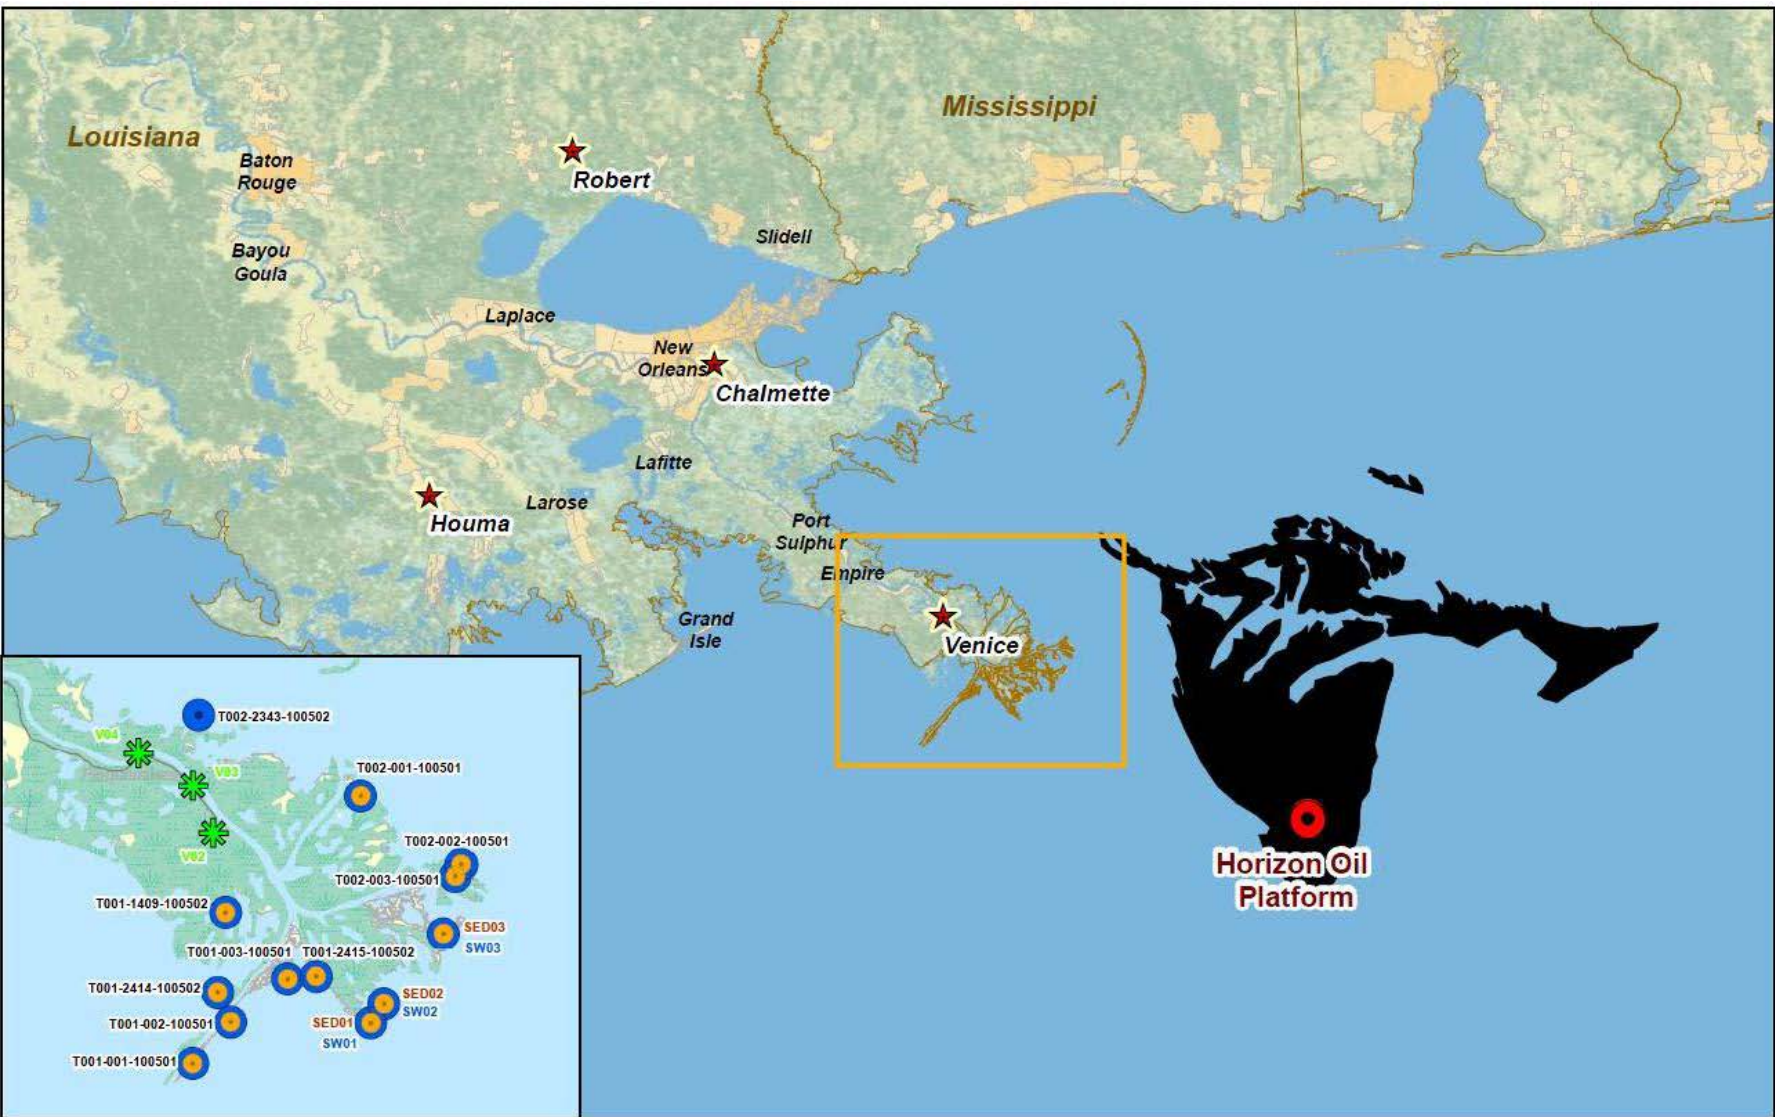 Louisiana
Mississippi
Baton
Rouge
Robert
Slidell
Bayou
Goula
Laplace
New
Orleans
Chalmette
Lafitte
Larose
Houma
Port
Sulphur
Empire
Grand
Isle
Venice
Horizon Oil
Platform
T002-2343-100502
V04
V03
T002-001-100501
V02
T002-002-100501
T002-003-100501
T001-1409-100502
SED03
SW03
T001-003-100501
T001-2415-100502
T001-2414-100502
SED02
SW02
T001-002-100501
SED01
SW01
T001-001-100501